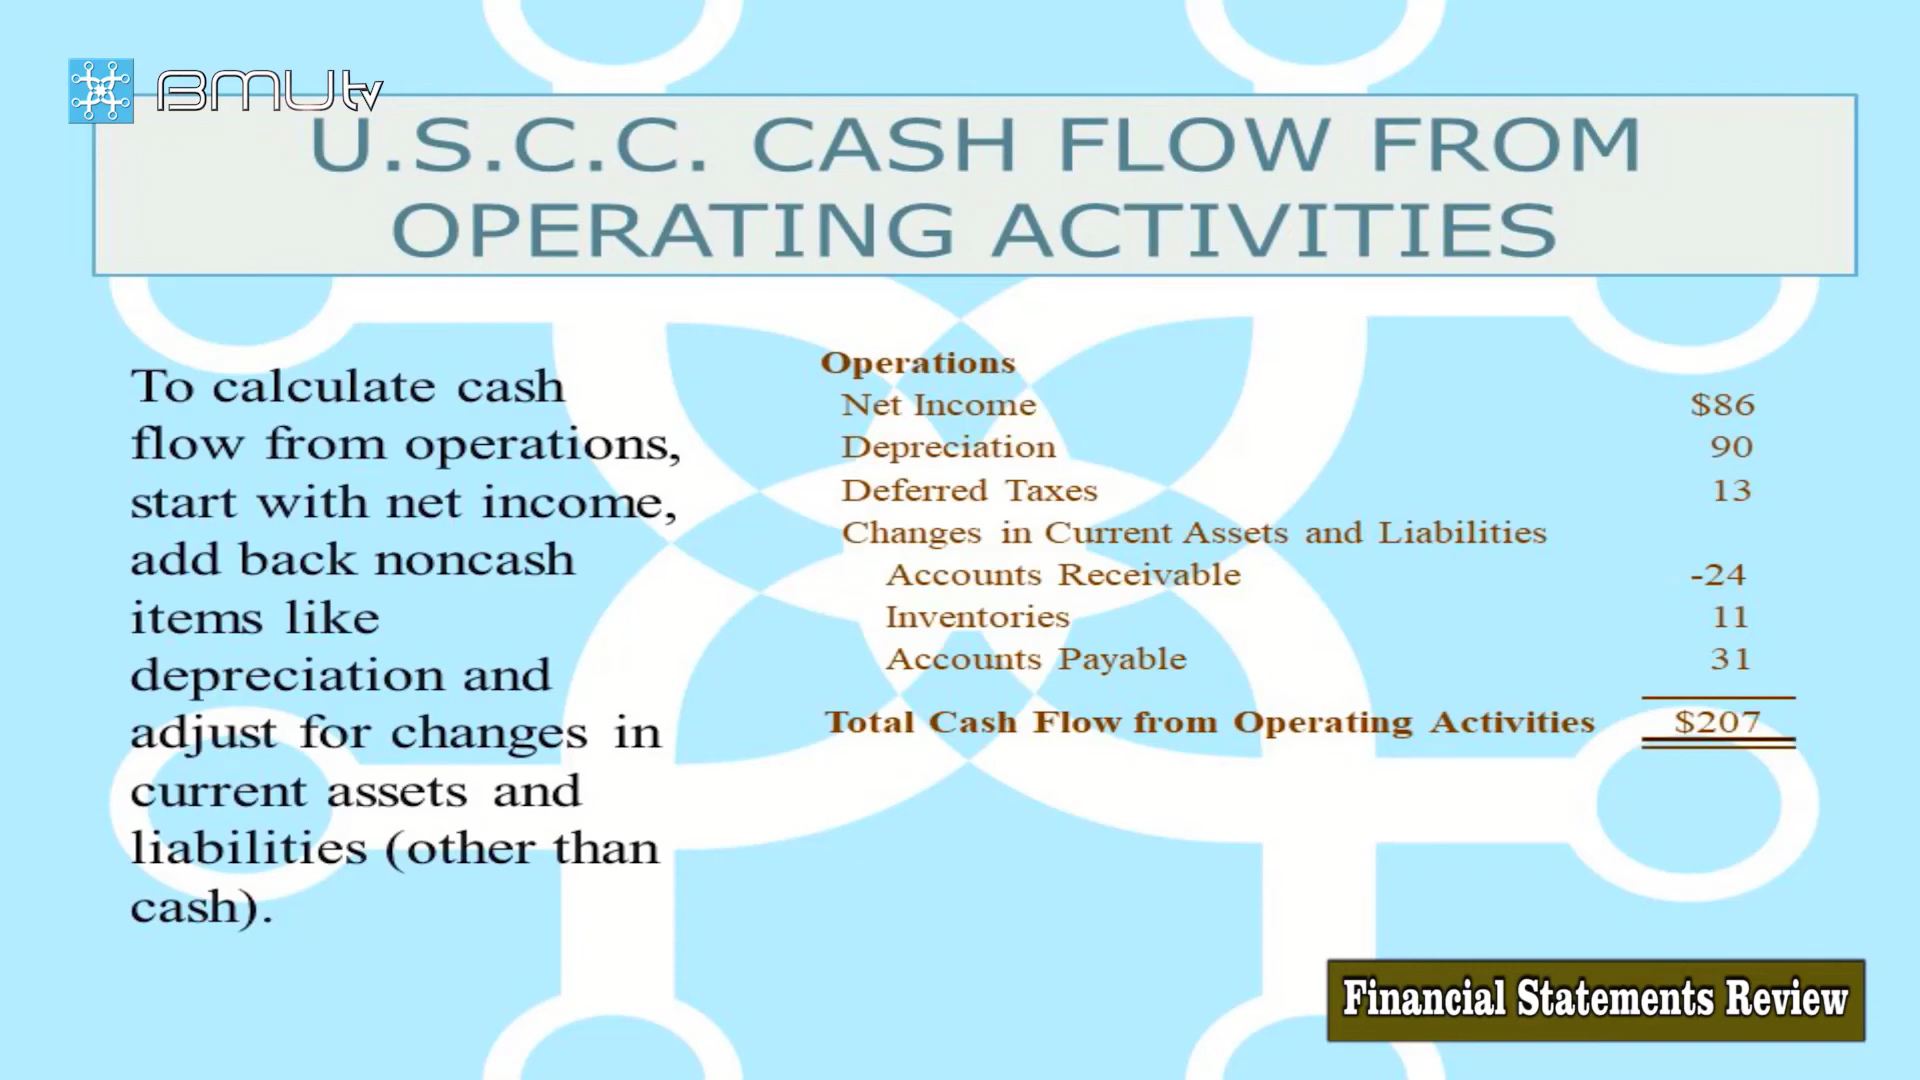 BMUtv
U.S.C.C. CASH FLOW FROM
OPERATING ACTIVITIES
To calculate cash
flow from operations,
start with net income,
add back noncash
items like
depreciation and
adjust for changes in
current assets and
liabilities (other than
cash).
Operations
Net Income $86
Depreciation 90
Deferred Taxes 13
Changes in Current Assets and Liabilities
Accounts Receivable -24
Inventories 11
Accounts Payable 31
Total Cash Flow from Operating Activities $207
Financial Statements Review